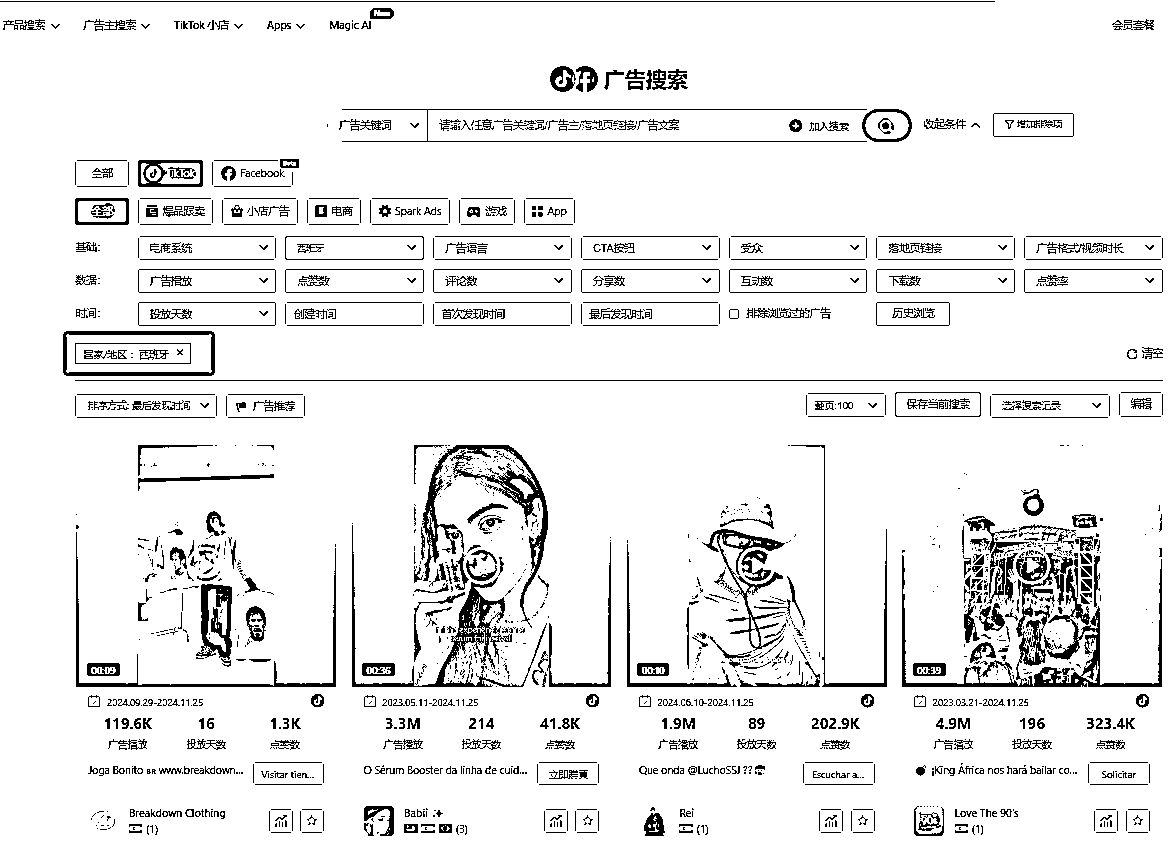 产品搜索 广告主搜索 TikTok 小店 Apps Magic AI New 会员套餐
广告搜索
广告关键词 请输入任意广告关键词/广告主/落地页链接/广告文案 加入搜索 收起条件 增加排除项
全部 TikTok Facebook Beta
全部 爆品跟卖 小店广告 电商 Spark Ads 游戏 App
基础: 电商系统 西班牙 广告语言 CTA按钮 受众 落地页链接 广告格式/视频时长
数据: 广告播放 点赞数 评论数 分享数 互动数 下载数 点赞率
时间: 投放天数 创建时间 首次发现时间 最后发现时间 排除浏览过的广告 历史浏览
国家/地区: 西班牙 × 清空
排序方式: 最后发现时间 广告推荐 整页:100 保存当前搜索 选择搜索记录 编辑
00:09 00:36 00:10 00:39
2024.09.29-2024.11.25 2023.05.11-2024.11.25 2024.06.10-2024.11.25 2023.03.21-2024.11.25
119.6K 16 1.3K 3.3M 214 41.8K 1.9M 89 202.9K 4.9M 196 323.4K
广告播放 投放天数 点赞数 广告播放 投放天数 点赞数 广告播放 投放天数 点赞数 广告播放 投放天数 点赞数
Joga Bonito BR www.breakdown... Visitar tien... O Sérum Booster da linha de cuid... 立即購買 Que onda @LuchoSSJ ?? Escuchar a... ¡King África nos hará bailar co... Solicitar
Breakdown Clothing Babii Rei Love The 90's
(1) (3) (1) (1)